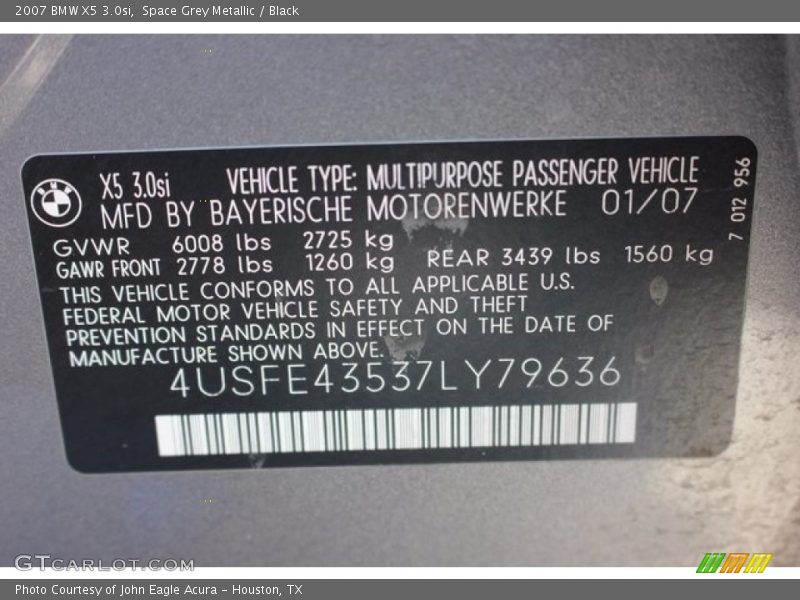 2007 BMW X5 3.0si, Space Grey Metallic / Black
BMW
X5 3.0si VEHICLE TYPE: MULTIPURPOSE PASSENGER VEHICLE
MFD BY BAYERISCHE MOTORENWERKE 01/07
GVWR 6008 lbs 2725 kg
GAWR FRONT 2778 lbs 1260 kg REAR 3439 lbs 1560 kg
THIS VEHICLE CONFORMS TO ALL APPLICABLE U.S.
FEDERAL MOTOR VEHICLE SAFETY AND THEFT
PREVENTION STANDARDS IN EFFECT ON THE DATE OF
MANUFACTURE SHOWN ABOVE.
4USFE43537LY79636
7 012 956
GTCARLOT.COM
Photo Courtesy of John Eagle Acura - Houston, TX